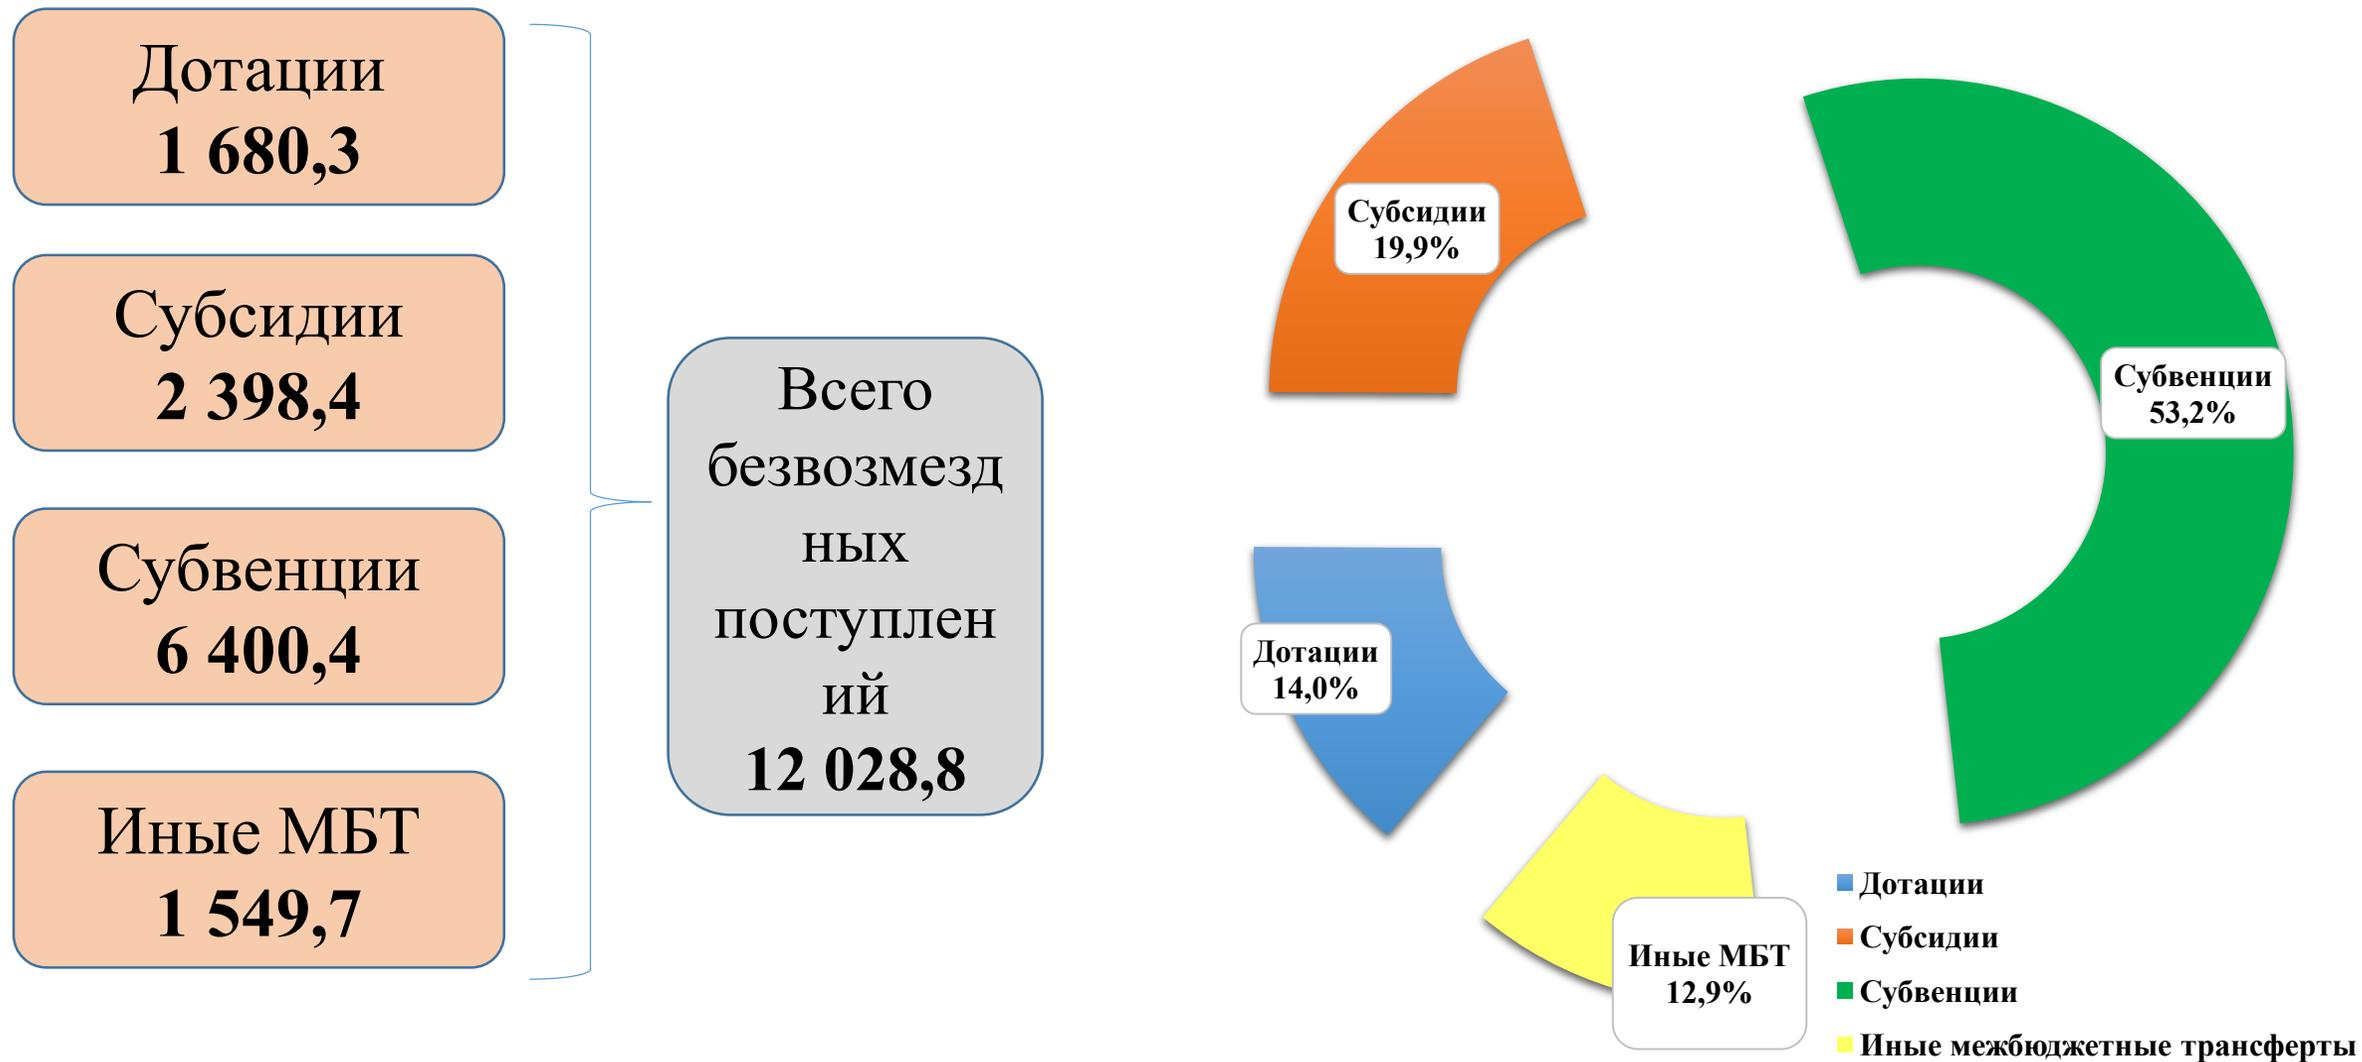 Дотации
1 680,3
Субсидии
2 398,4
Субвенции
6 400,4
Иные МБТ
1 549,7
Всего
безвозмезд
ных
поступлен
ий
12 028,8
Субсидии
19,9%
Субвенции
53,2%
Дотации
14,0%
Иные МБТ
12,9%
Дотации
Субсидии
Субвенции
Иные межбюджетные трансферты